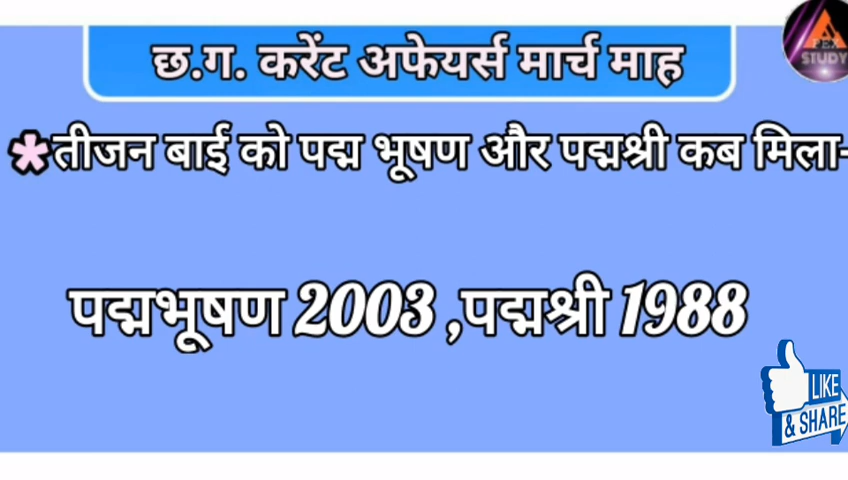 छ.ग. करेंट अफेयर्स मार्च माह
APEX
STUDY
*तीजन बाई को पद्म भूषण और पद्मश्री कब मिला-
पद्मभूषण 2003 ,पद्मश्री 1988
LIKE
& SHARE